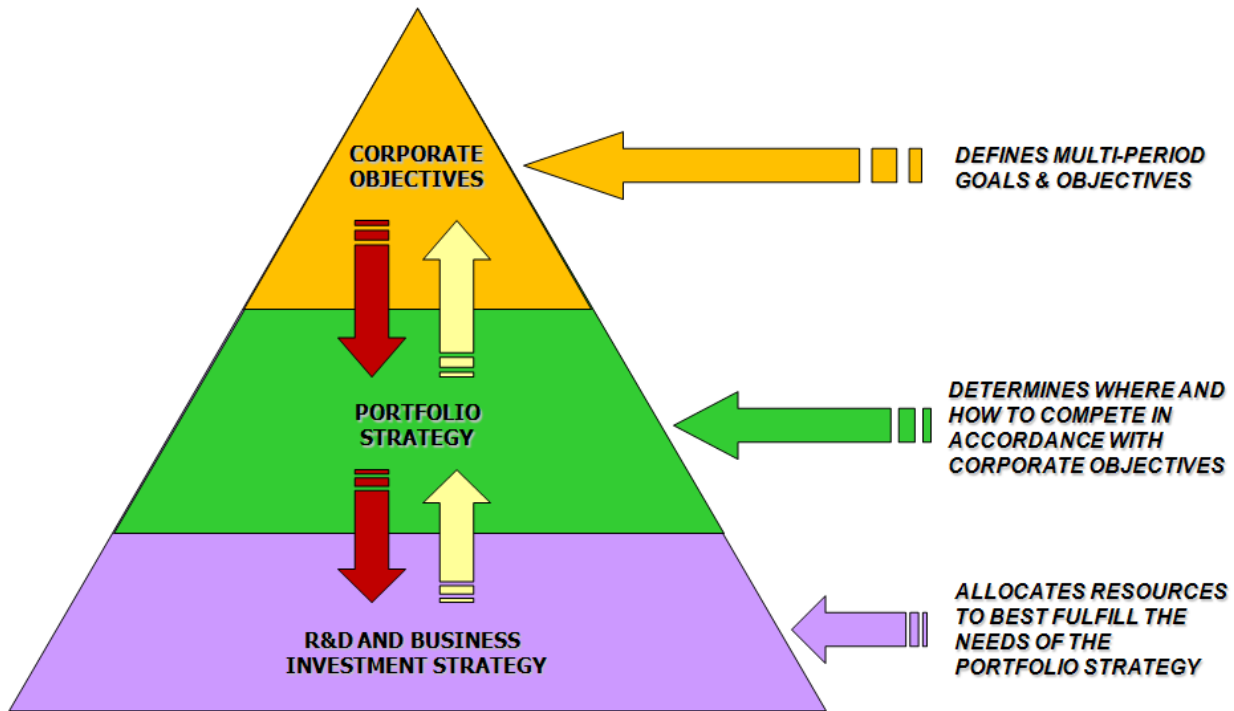 CORPORATE
OBJECTIVES
DEFINES MULTI-PERIOD
GOALS & OBJECTIVES
PORTFOLIO
STRATEGY
DETERMINES WHERE AND
HOW TO COMPETE IN
ACCORDANCE WITH
CORPORATE OBJECTIVES
R&D AND BUSINESS
INVESTMENT STRATEGY
ALLOCATES RESOURCES
TO BEST FULFILL THE
NEEDS OF THE
PORTFOLIO STRATEGY